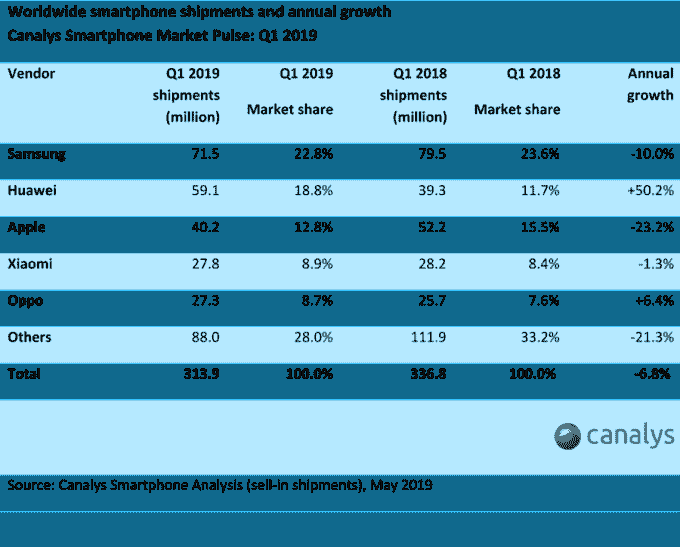 Worldwide smartphone shipments and annual growth
Canalys Smartphone Market Pulse: Q1 2019
Vendor Q1 2019 shipments (million) Q1 2019 Market share Q1 2018 shipments (million) Q1 2018 Market share Annual growth
Samsung 71.5 22.8% 79.5 23.6% -10.0%
Huawei 59.1 18.8% 39.3 11.7% +50.2%
Apple 40.2 12.8% 52.2 15.5% -23.2%
Xiaomi 27.8 8.9% 28.2 8.4% -1.3%
Oppo 27.3 8.7% 25.7 7.6% +6.4%
Others 88.0 28.0% 111.9 33.2% -21.3%
Total 313.9 100.0% 336.8 100.0% -6.8%
canalys
Source: Canalys Smartphone Analysis (sell-in shipments), May 2019